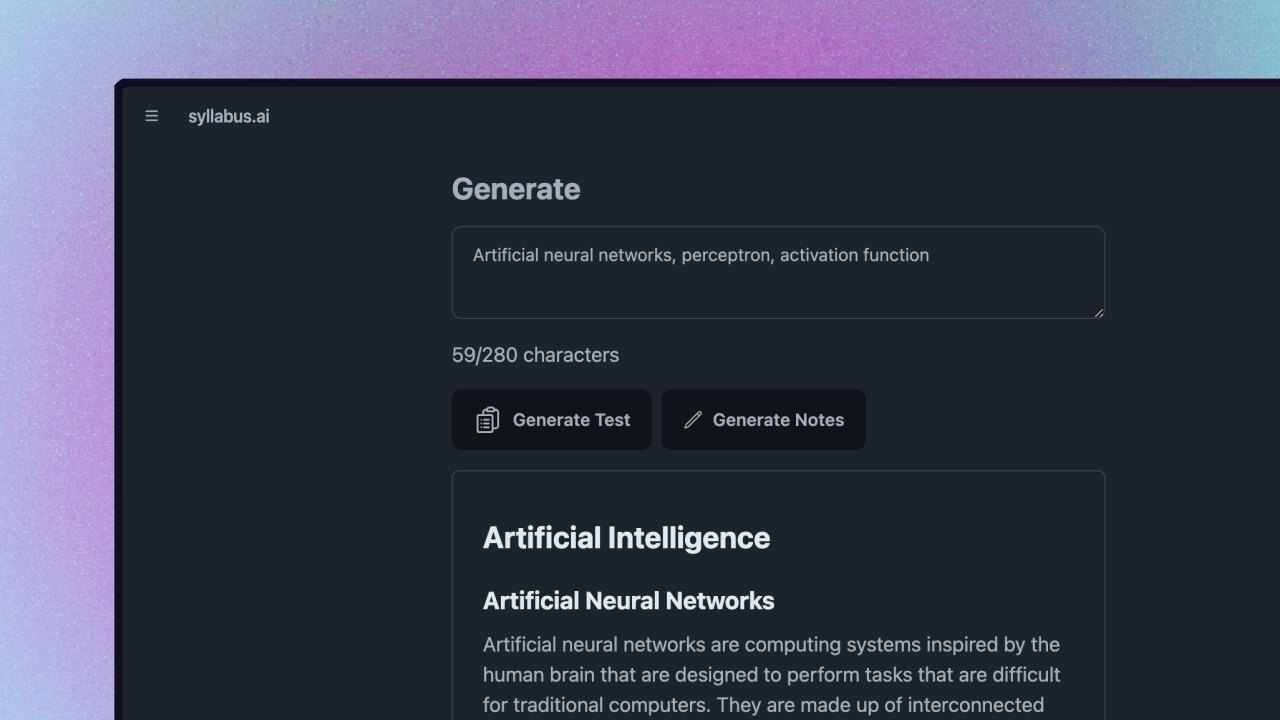 syllabus.ai
Generate
Artificial neural networks, perceptron, activation function
59/280 characters
Generate Test
Generate Notes
Artificial Intelligence
Artificial Neural Networks
Artificial neural networks are computing systems inspired by the
human brain that are designed to perform tasks that are difficult
for traditional computers. They are made up of interconnected